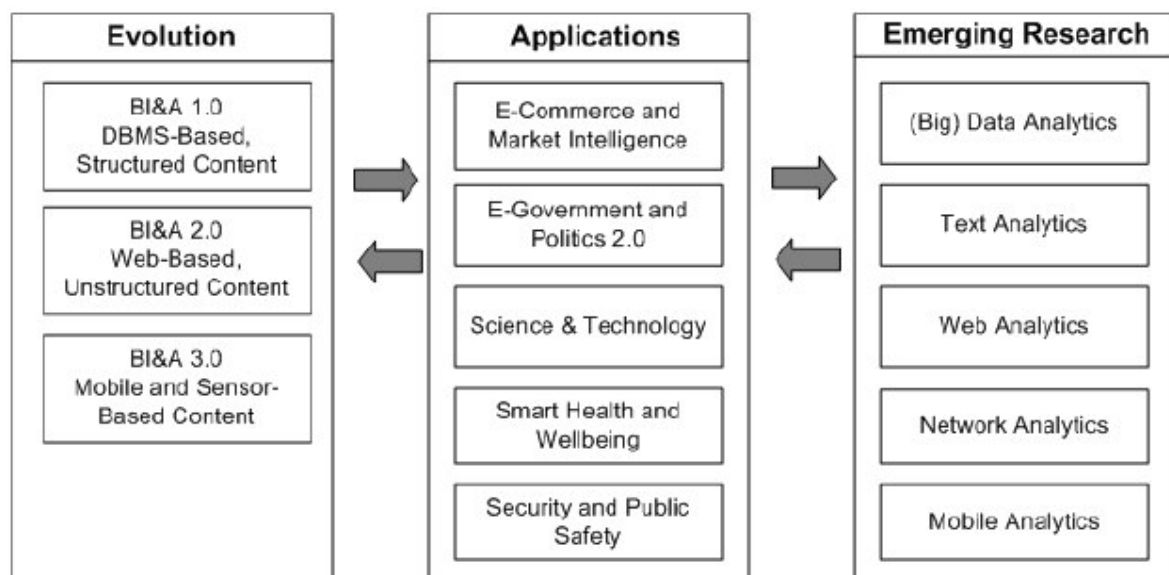 Evolution
BI&A 1.0
DBMS-Based,
Structured Content
BI&A 2.0
Web-Based,
Unstructured Content
BI&A 3.0
Mobile and Sensor-
Based Content
Applications
E-Commerce and
Market Intelligence
E-Government and
Politics 2.0
Science & Technology
Smart Health and
Wellbeing
Security and Public
Safety
Emerging Research
(Big) Data Analytics
Text Analytics
Web Analytics
Network Analytics
Mobile Analytics